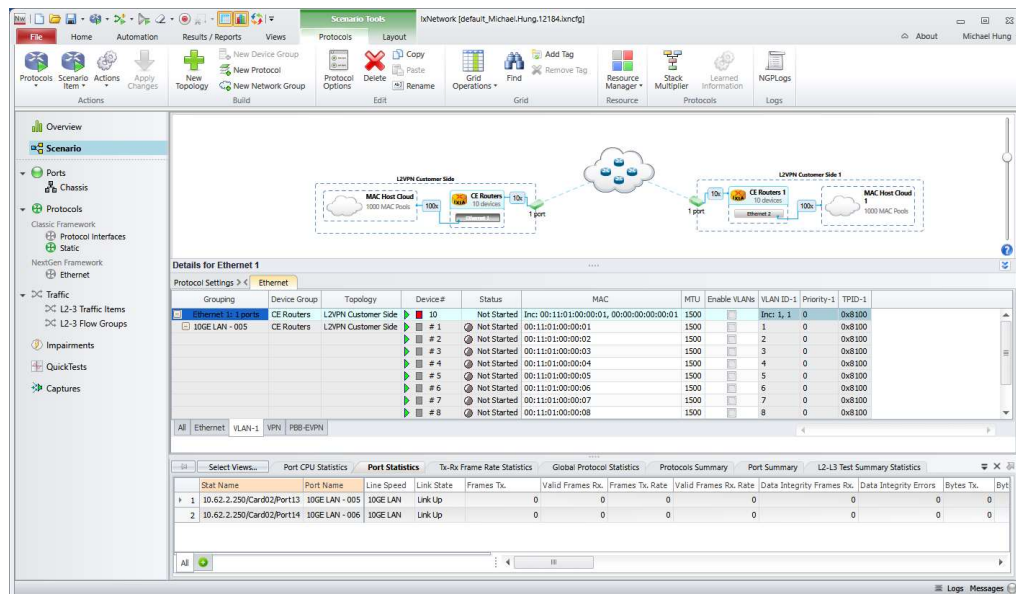 Scenario Tools
IxNetwork [default_Michael.Hung.12184.ixncfg]
File Home Automation Results / Reports Views Protocols Layout About Michael Hung
Protocols
Scenario Item
Actions
Apply Changes
Actions
New Topology
New Device Group
New Protocol
New Network Group
Build
Protocol Options
Delete
Copy
Paste
Rename
Edit
Grid Operations
Find
Add Tag
Remove Tag
Grid
Resource Manager
Resource
Stack Multiplier
Learned Information
Protocols
NGPLogs
Logs
Overview
Scenario
Ports
Chassis
Protocols
Classic Framework
Protocol Interfaces
Static
NextGen Framework
Ethernet
Traffic
L2-3 Traffic Items
L2-3 Flow Groups
Impairments
QuickTests
Captures
L2VPN Customer Side
MAC Host Cloud
1000 MAC Pools
100x
CE Routers
10 devices
Ethernet 1
10x
1 port
L2VPN Customer Side 1
1 port
10x
CE Routers 1
10 devices
Ethernet 2
100x
MAC Host Cloud 1
1000 MAC Pools
Details for Ethernet 1
Protocol Settings Ethernet
Grouping Device Group Topology Device# Status MAC MTU Enable VLANs VLAN ID-1 Priority-1 TPID-1
Ethernet 1: 1 ports CE Routers L2VPN Customer Side 10 Not Started Inc: 00:11:01:00:00:01, 00:00:00:00:00:01 1500 Inc: 1, 1 0 0x8100
10GE LAN - 005 CE Routers L2VPN Customer Side # 1 Not Started 00:11:01:00:00:01 1500 1 0 0x8100
# 2 Not Started 00:11:01:00:00:02 1500 2 0 0x8100
# 3 Not Started 00:11:01:00:00:03 1500 3 0 0x8100
# 4 Not Started 00:11:01:00:00:04 1500 4 0 0x8100
# 5 Not Started 00:11:01:00:00:05 1500 5 0 0x8100
# 6 Not Started 00:11:01:00:00:06 1500 6 0 0x8100
# 7 Not Started 00:11:01:00:00:07 1500 7 0 0x8100
# 8 Not Started 00:11:01:00:00:08 1500 8 0 0x8100
All Ethernet VLAN-1 VPN PBB-EVPN
Select Views... Port CPU Statistics Port Statistics Tx-Rx Frame Rate Statistics Global Protocol Statistics Protocols Summary Port Summary L2-L3 Test Summary Statistics
Stat Name Port Name Line Speed Link State Frames Tx. Valid Frames Rx. Frames Tx. Rate Valid Frames Rx. Rate Data Integrity Frames Rx. Data Integrity Errors Bytes Tx. Byt
1 10.62.2.250/Card02/Port13 10GE LAN - 005 10GE LAN Link Up 0 0 0 0 0 0 0
2 10.62.2.250/Card02/Port14 10GE LAN - 006 10GE LAN Link Up 0 0 0 0 0 0 0
All
Logs Messages